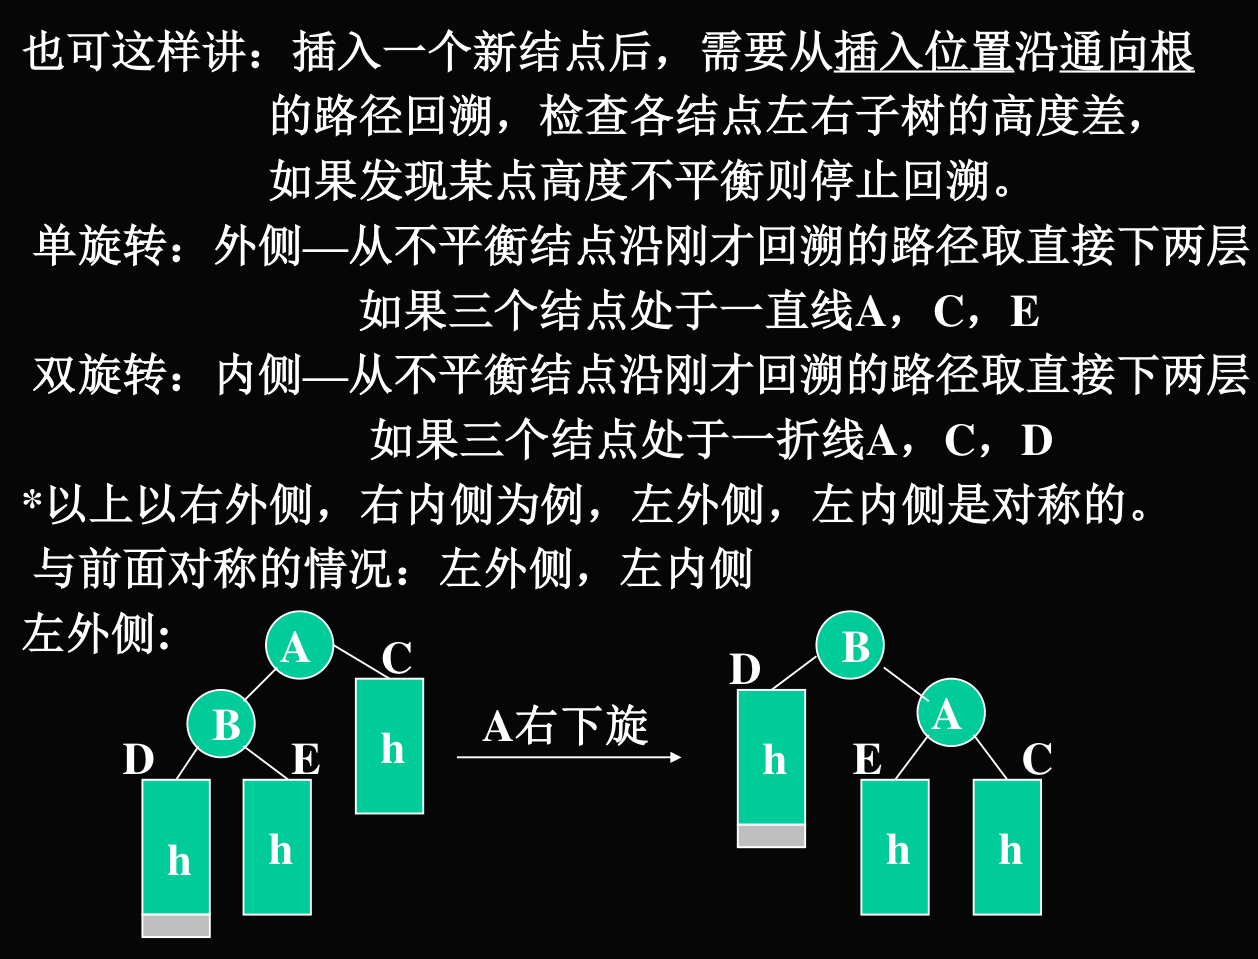 也可这样讲：插入一个新结点后，需要从插入位置沿通向根
的路径回溯，检查各结点左右子树的高度差，
如果发现某点高度不平衡则停止回溯。
单旋转：外侧—从不平衡结点沿刚才回溯的路径取直接下两层
如果三个结点处于一直线A，C，E
双旋转：内侧—从不平衡结点沿刚才回溯的路径取直接下两层
如果三个结点处于一折线A，C，D
*以上以右外侧，右内侧为例，左外侧，左内侧是对称的。
与前面对称的情况：左外侧，左内侧
左外侧:
A
C
B
D
E
h
h
h
A右下旋
B
D
A
E
C
h
h
h